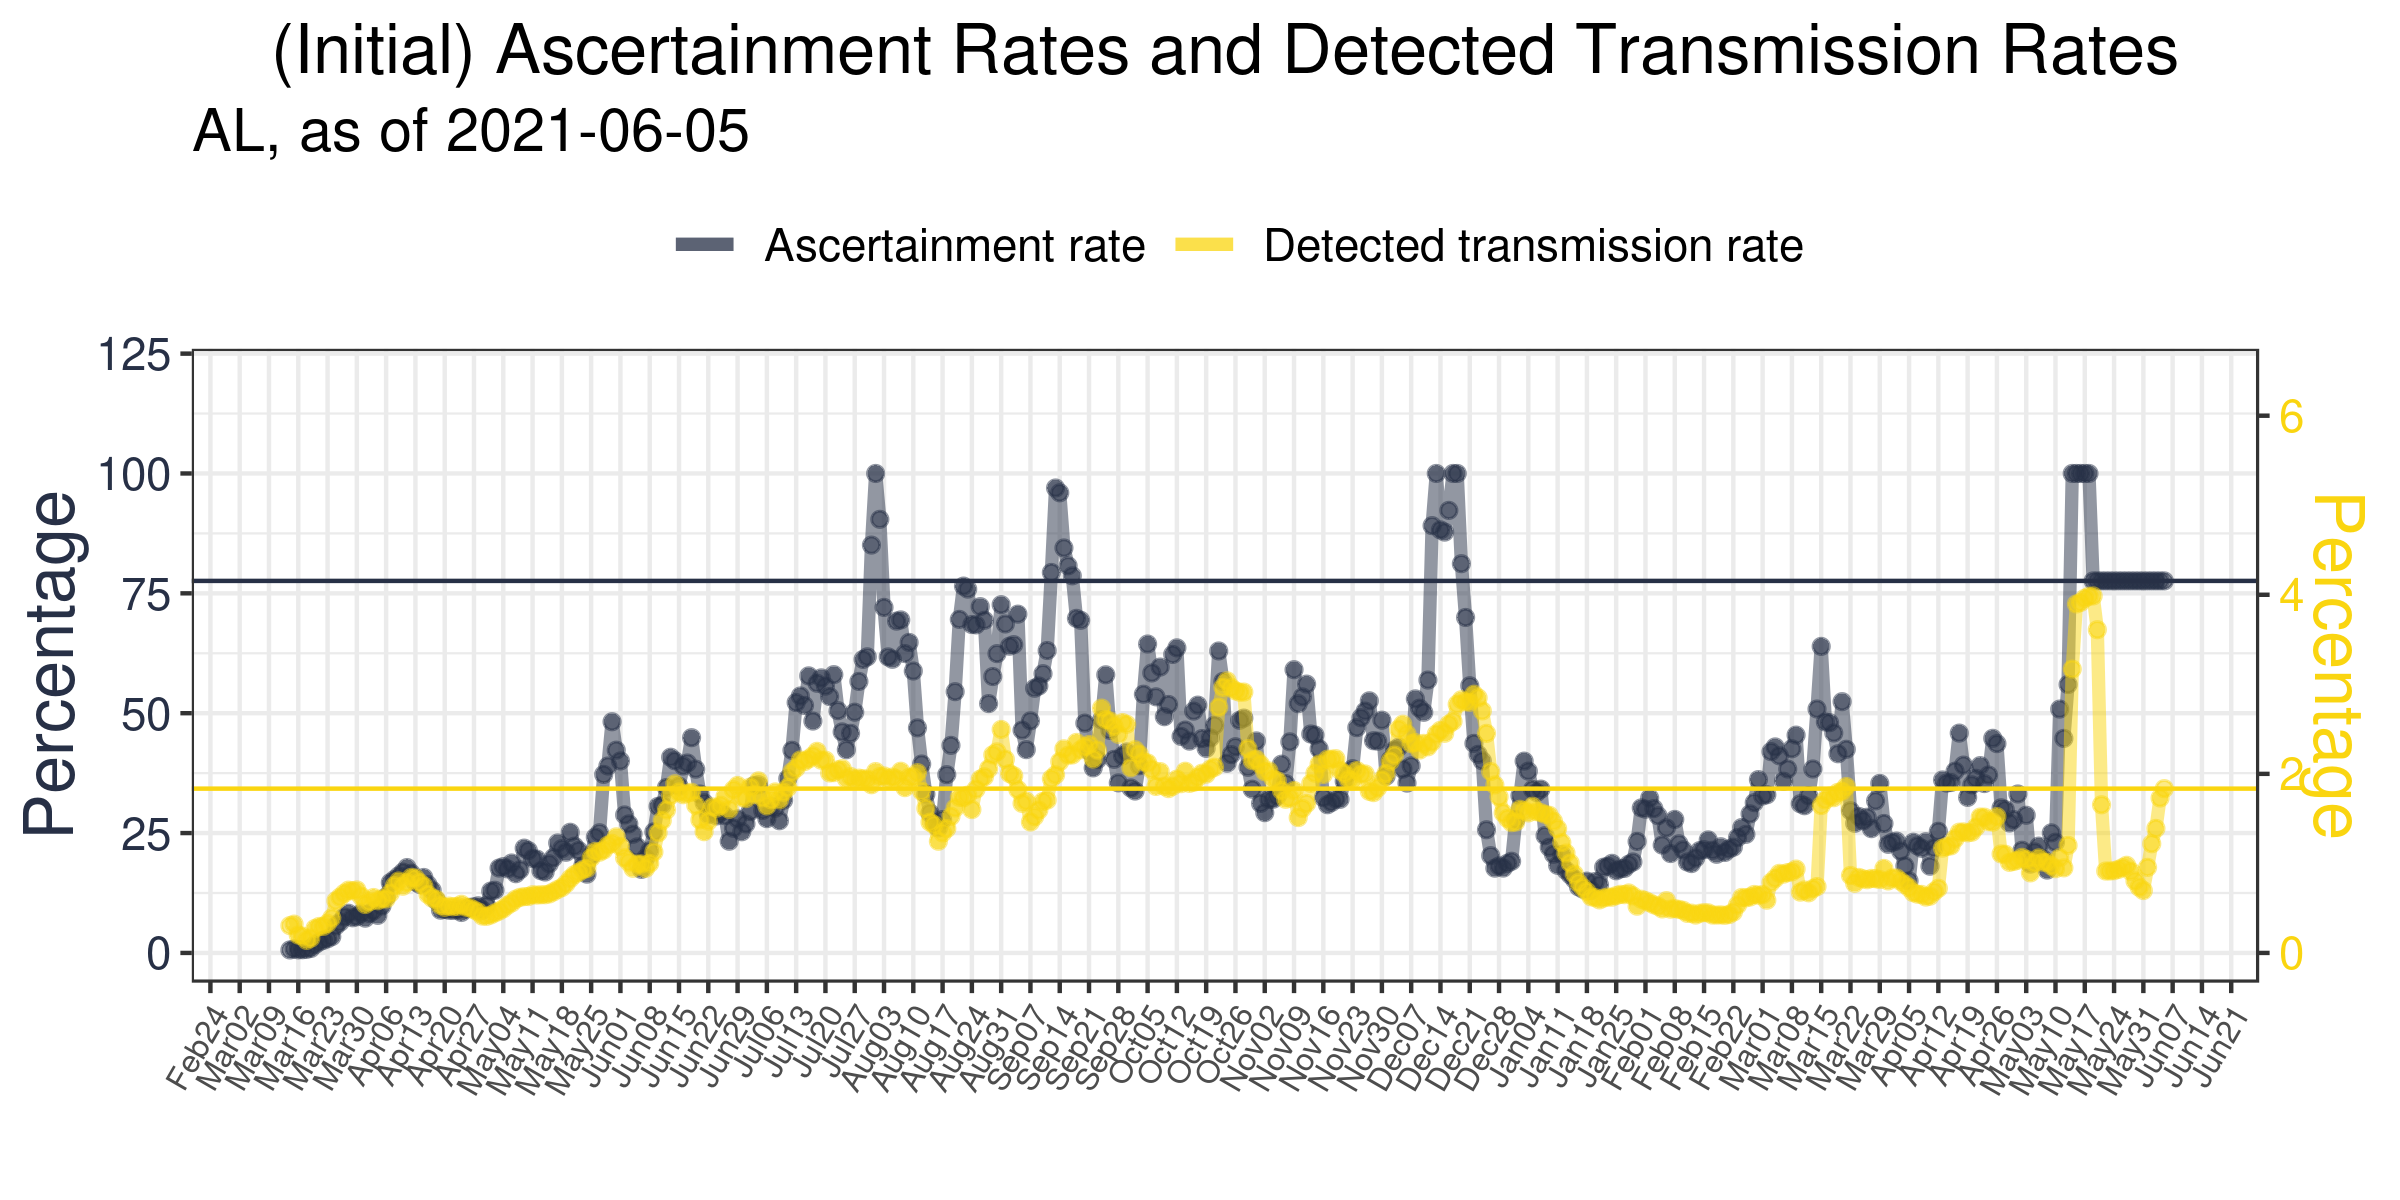 (Initial) Ascertainment Rates and Detected Transmission Rates
AL, as of 2021-06-05
Ascertainment rate
Detected transmission rate
Percentage
125
100
75
50
25
0
6
4
2
0
Percentage
Feb24
Mar02
Mar09
Mar16
Mar23
Mar30
Apr06
Apr13
Apr20
Apr27
May04
May11
May18
May25
Jun01
Jun08
Jun15
Jun22
Jun29
Jul06
Jul13
Jul20
Jul27
Aug03
Aug10
Aug17
Aug24
Aug31
Sep07
Sep14
Sep21
Sep28
Oct05
Oct12
Oct19
Oct26
Nov02
Nov09
Nov16
Nov23
Nov30
Dec07
Dec14
Dec21
Dec28
Jan04
Jan11
Jan18
Jan25
Feb01
Feb08
Feb15
Feb22
Mar01
Mar08
Mar15
Mar22
Mar29
Apr05
Apr12
Apr19
Apr26
May03
May10
May17
May24
May31
Jun07
Jun14
Jun21